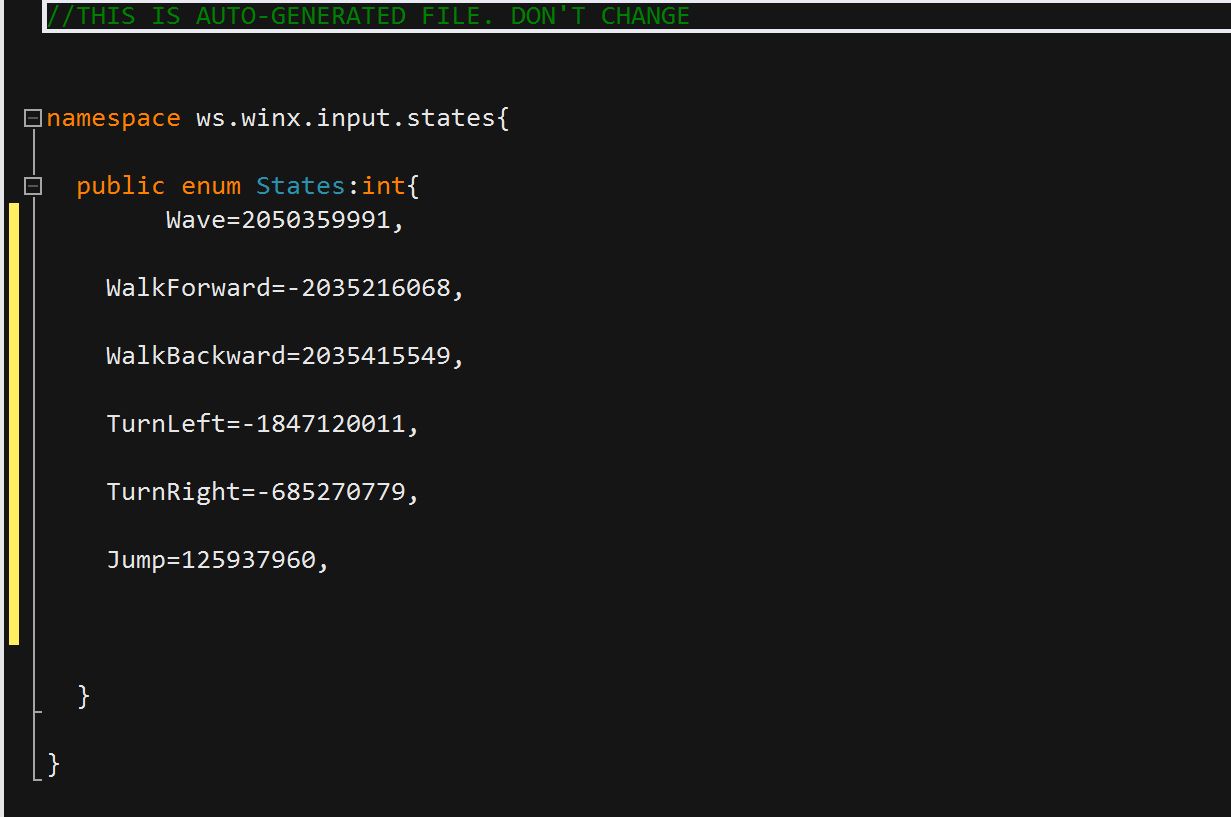 //THIS IS AUTO-GENERATED FILE. DON'T CHANGE
namespace ws.winx.input.states{
public enum States:int{
Wave=2050359991,
WalkForward=-2035216068,
WalkBackward=2035415549,
TurnLeft=-1847120011,
TurnRight=-685270779,
Jump=125937960,
}
}